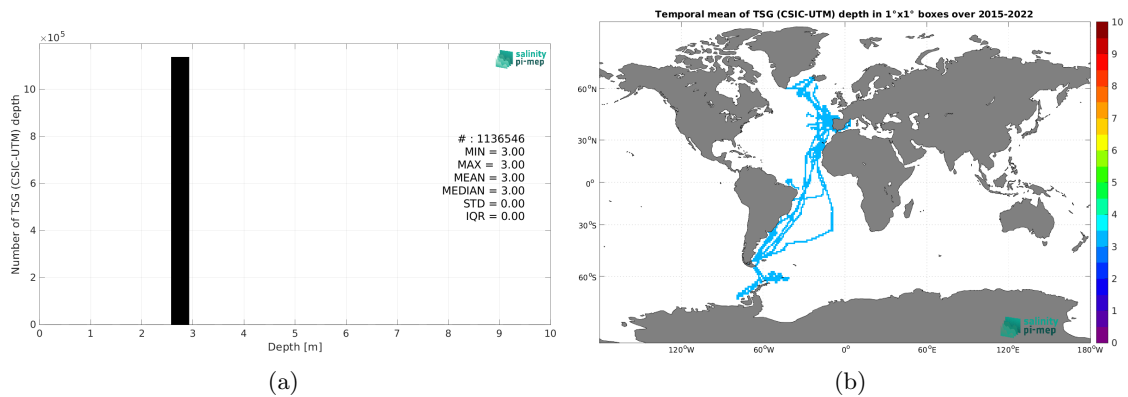 ×10⁵
10
8
6
4
2
0
Number of TSG (CSIC-UTM) depth
0 1 2 3 4 5 6 7 8 9 10
Depth [m]
salinity
pi-mep
# : 1136546
MIN = 3.00
MAX = 3.00
MEAN = 3.00
MEDIAN = 3.00
STD = 0.00
IQR = 0.00
(a)
Temporal mean of TSG (CSIC-UTM) depth in 1°x1° boxes over 2015-2022
60°N
30°N
0°
30°S
60°S
120°W 60°W 0° 60°E 120°E 180°W
salinity
pi-mep
10
9
8
7
6
5
4
3
2
1
0
(b)